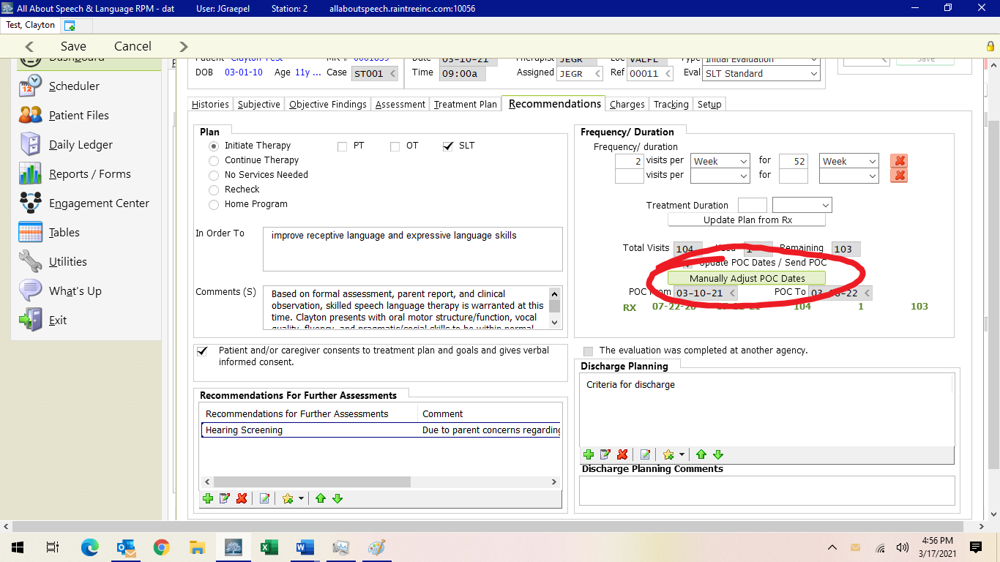 All About Speech & Language RPM - dat User: JGraepel Station: 2 allaboutspeech.raintreeinc.com:10056
Test, Clayton
Save Cancel
Dashboard
Scheduler
Patient Files
Daily Ledger
Reports / Forms
Engagement Center
Tables
Utilities
What's Up
Exit
Patient Clayton Test MR # 0001039 Date 03-10-21 Therapist JEGR Loc VALFL Type Initial Evaluation
Save
DOB 03-01-10 Age 11y ... Case ST001 Time 09:00a Assigned JEGR Ref 00011 Eval SLT Standard
Histories Subjective Objective Findings Assessment Treatment Plan Recommendations Charges Tracking Setup
Plan
Initiate Therapy PT OT SLT
Continue Therapy
No Services Needed
Recheck
Home Program
In Order To improve receptive language and expressive language skills
Comments (S) Based on formal assessment, parent report, and clinical
observation, skilled speech language therapy is warranted at this
time. Clayton presents with oral motor structure/function, vocal
quality, fluency, and pragmatic/social skills to be within normal
Patient and/or caregiver consents to treatment plan and goals and gives verbal
informed consent.
Recommendations For Further Assessments
Recommendations for Further Assessments Comment
Hearing Screening Due to parent concerns regarding
Frequency/ Duration
Frequency/ duration
2 visits per Week for 52 Week
visits per for
Treatment Duration
Update Plan from Rx
Total Visits 104 Used 1 Remaining 103
Update POC Dates / Send POC
Manually Adjust POC Dates
POC From 03-10-21 POC To 22
RX 07-22-20 104 1 103
The evaluation was completed at another agency.
Discharge Planning
Criteria for discharge
Discharge Planning Comments
4:56 PM
3/17/2021